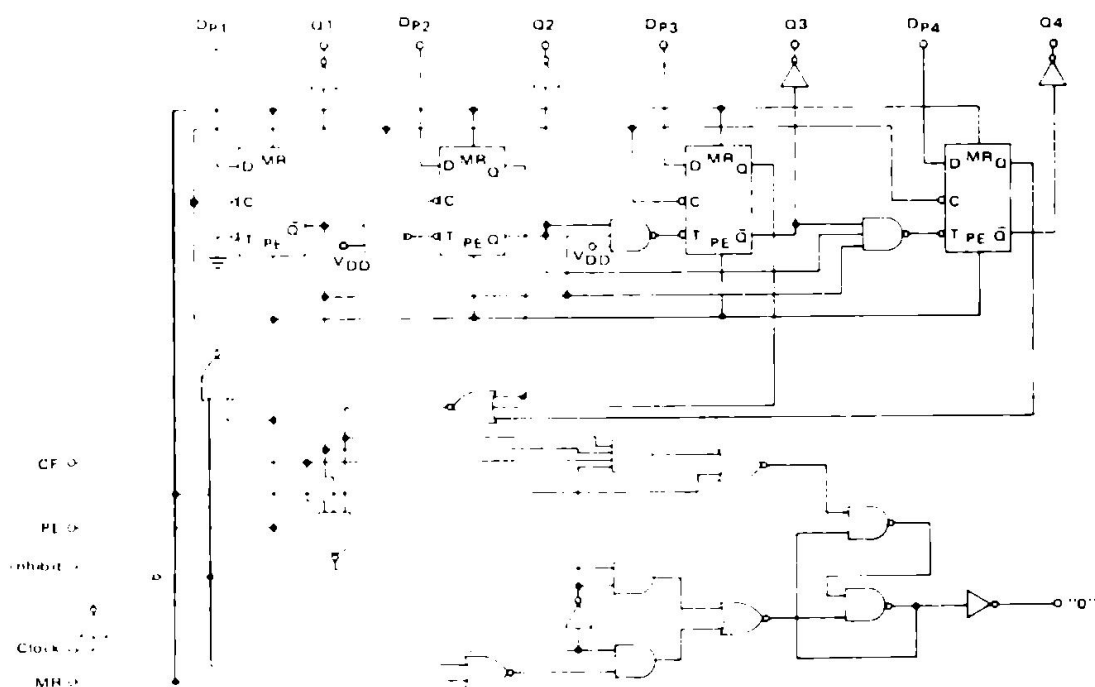 DP1 Q1 DP2 Q2 DP3 Q3 DP4 Q4
D MR
C
T PE Q̄
VDD
D MR Q
C
T PE Q
VDD
D MR Q
C
T PE Q̄
D MR Q
C
T PE Q̄
CF
PE
Inhibit
Clock
MR
"0"